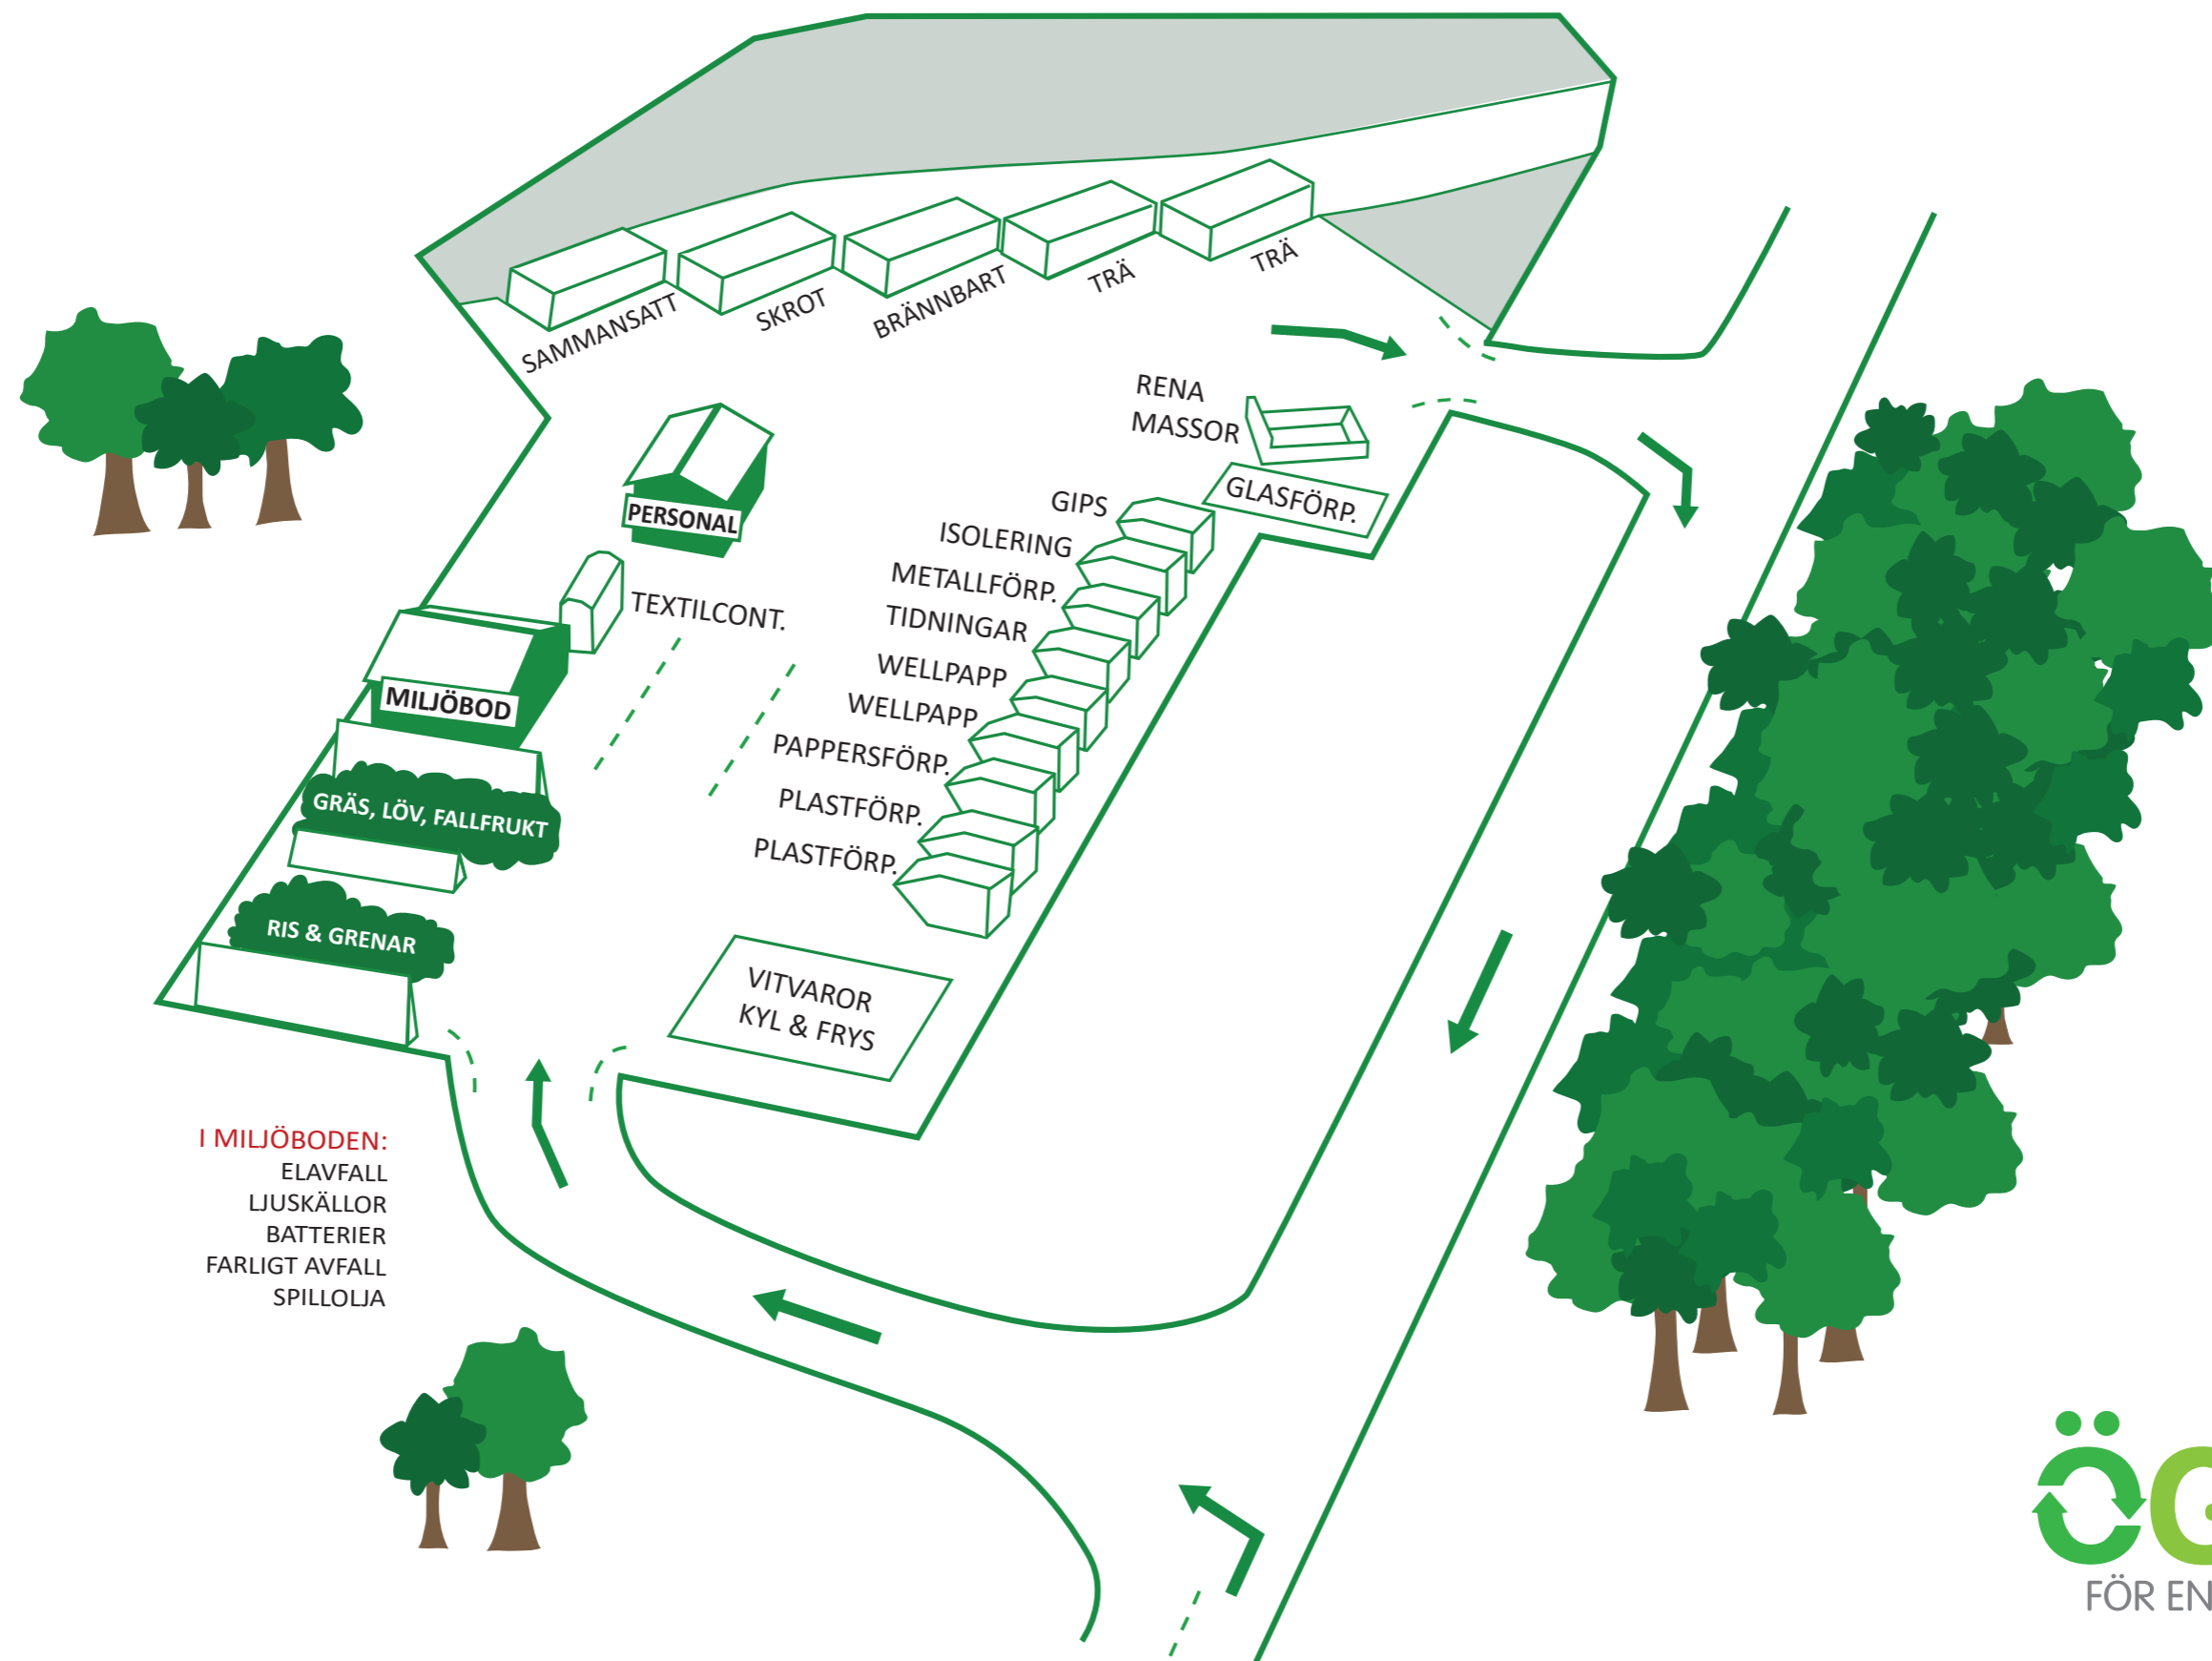 SAMMANSATT
SKROT
BRÄNNBART
TRÄ
TRÄ
RENA
MASSOR
GLASFÖRP.
PERSONAL
GIPS
ISOLERING
METALLFÖRP.
TIDNINGAR
WELLPAPP
WELLPAPP
PAPPERSFÖRP.
PLASTFÖRP.
PLASTFÖRP.
TEXTILCONT.
MILJÖBOD
GRÄS, LÖV, FALLFRUKT
RIS & GRENAR
VITVAROR
KYL & FRYS
I MILJÖBODEN:
ELAVFALL
LJUSKÄLLOR
BATTERIER
FARLIGT AVFALL
SPILLOLJA
FÖR EN